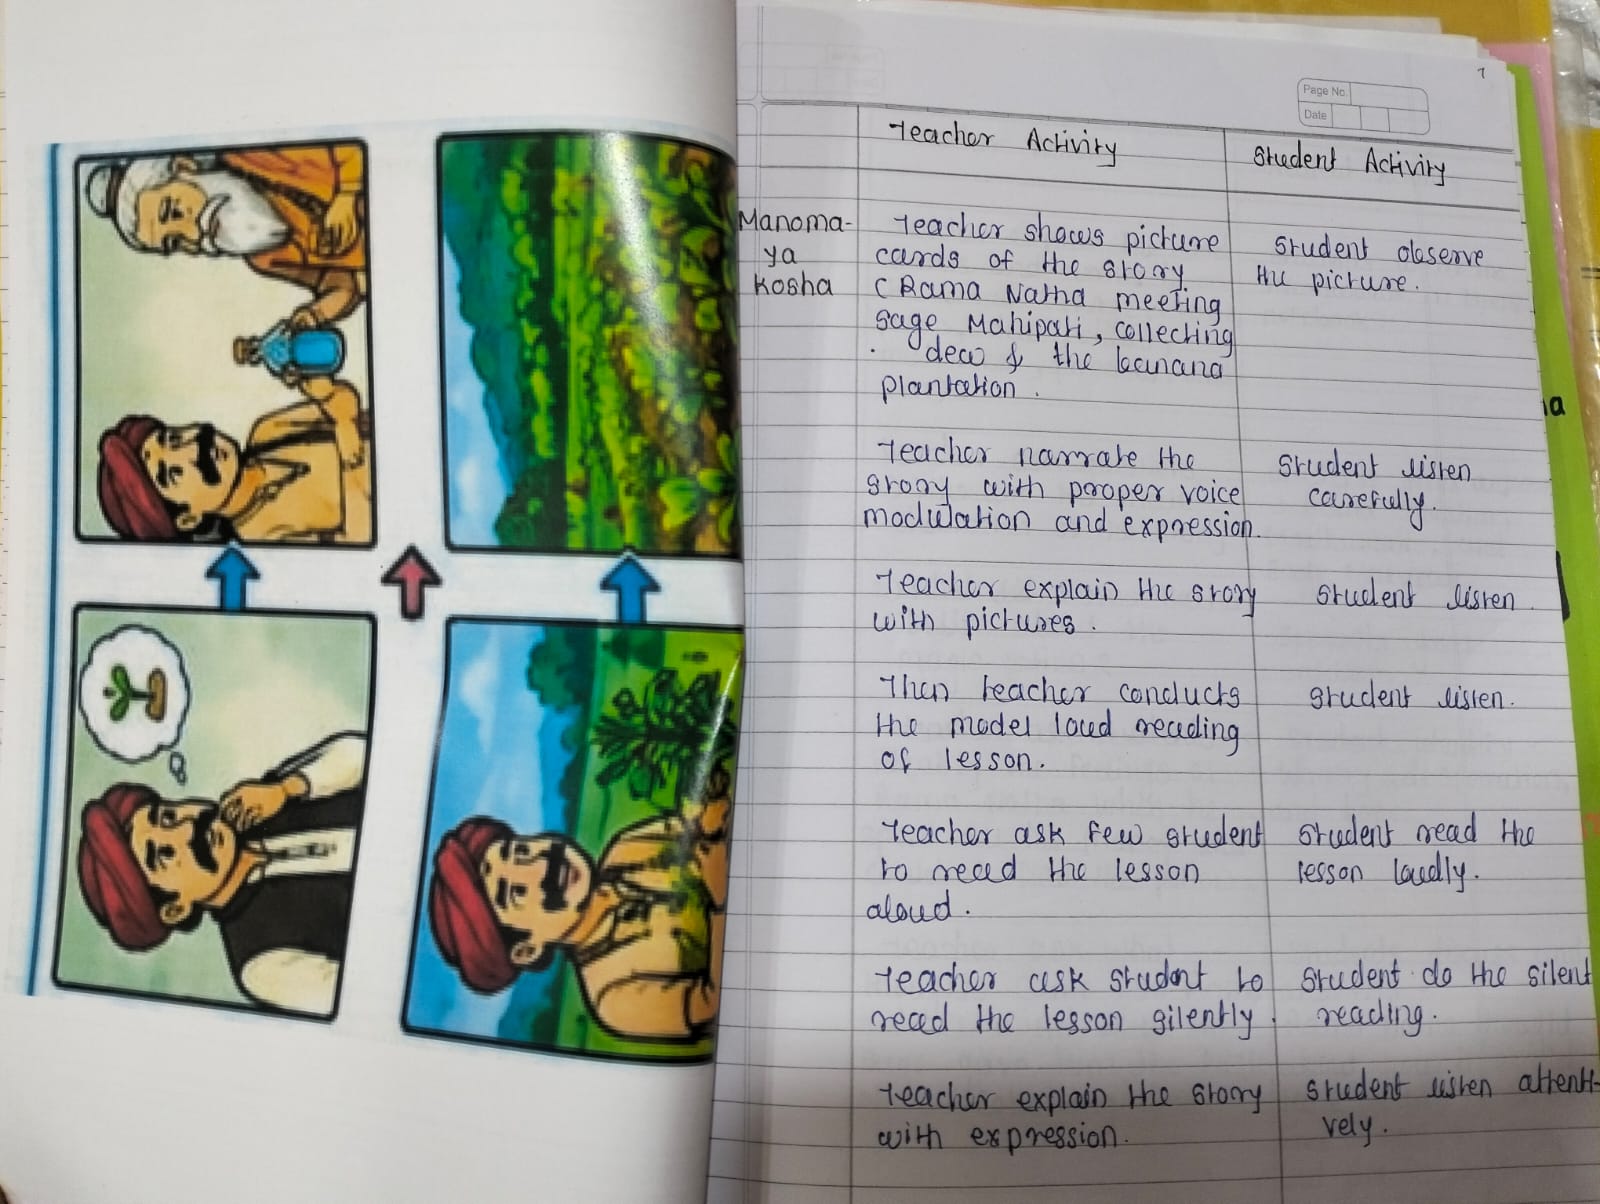 7
Page No.
Date
Teacher Activity
Student Activity
Manoma-
ya
Kosha
Teacher shows picture
cards of the story.
( Rama Natha meeting
sage Mahipati, collecting
dew & the banana
plantation.
Student observe
the picture.
Teacher narrate the
story with proper voice
modulation and expression.
Student listen
carefully.
Teacher explain the story
with pictures.
Student listen
Then teacher conducts
the model loud reading
of lesson.
Student listen.
Teacher ask few student
to read the lesson
aloud.
Student read the
lesson loudly.
Teacher ask student to
read the lesson silently.
Student do the silent
reading.
Teacher explain the story
with expression.
Student listen attenti-
vely.
a